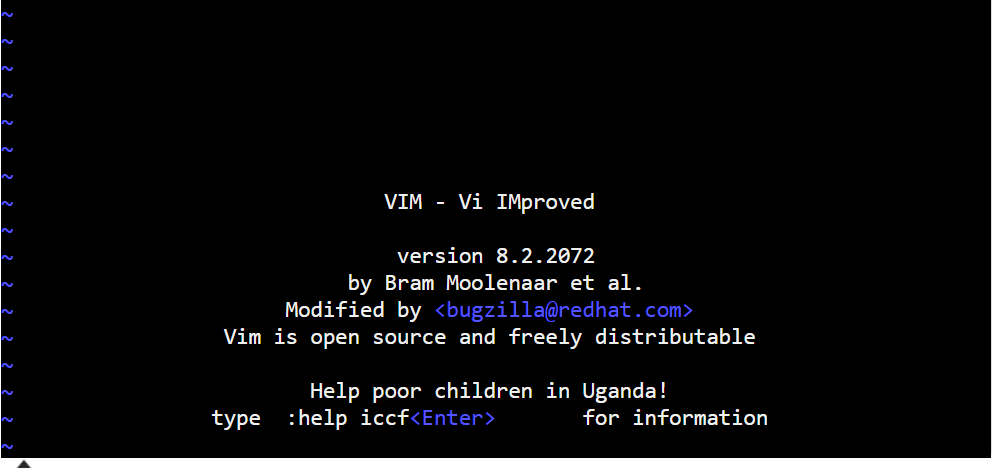 ~
~
~
~
~
~
~
~ VIM - Vi IMproved
~
~ version 8.2.2072
~ by Bram Moolenaar et al.
~ Modified by <bugzilla@redhat.com>
~ Vim is open source and freely distributable
~
~ Help poor children in Uganda!
~ type  :help iccf<Enter>       for information
~